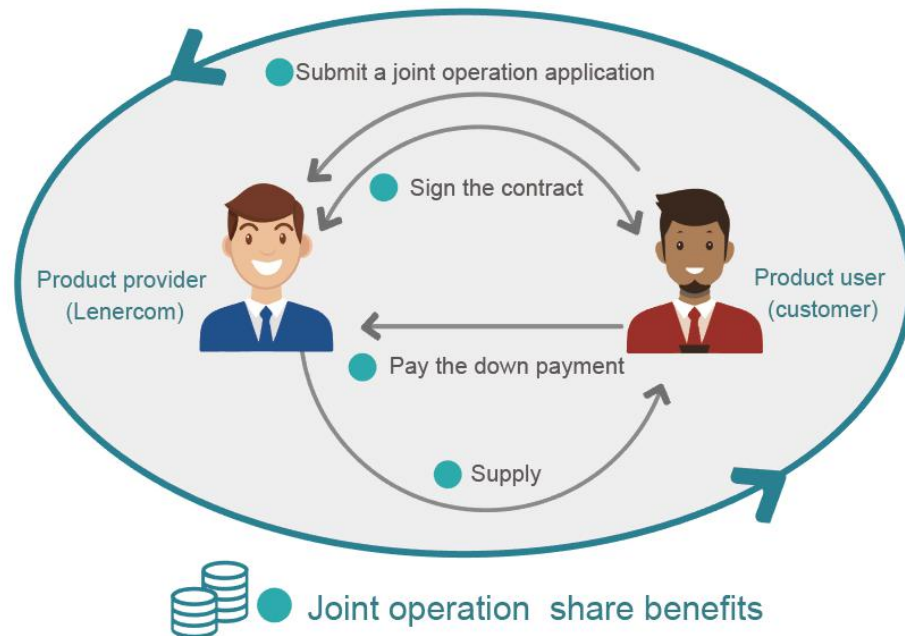 Submit a joint operation application
Sign the contract
Product provider
(Lenercom)
Product user
(customer)
Pay the down payment
Supply
Joint operation share benefits